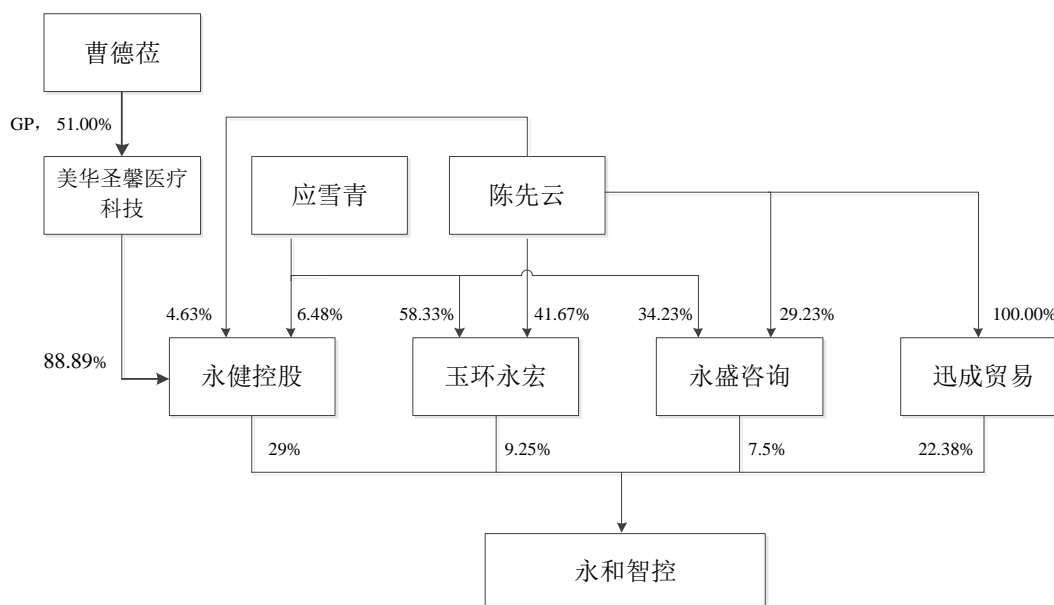 曹德莅
GP， 51.00%
美华圣馨医疗
科技
应雪青
陈先云
4.63%
6.48%
58.33%
41.67%
34.23%
29.23%
100.00%
88.89%
永健控股
玉环永宏
永盛咨询
迅成贸易
29%
9.25%
7.5%
22.38%
永和智控